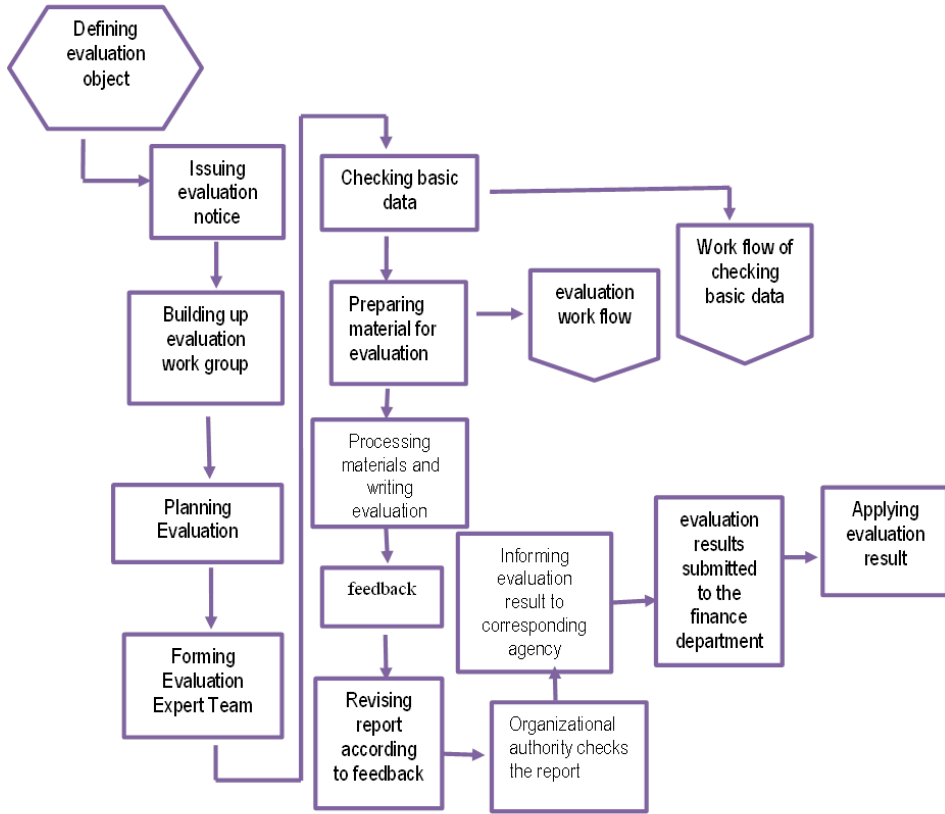 Defining
evaluation
object
Issuing
evaluation
notice
Building up
evaluation
work group
Planning
Evaluation
Forming
Evaluation
Expert Team
Checking basic
data
Work flow of
checking
basic data
Preparing
material for
evaluation
evaluation
work flow
Processing
materials and
writing
evaluation
feedback
Revising
report
according
to feedback
Organizational
authority checks
the report
Informing
evaluation
result to
corresponding
agency
evaluation
results
submitted
to the
finance
department
Applying
evaluation
result